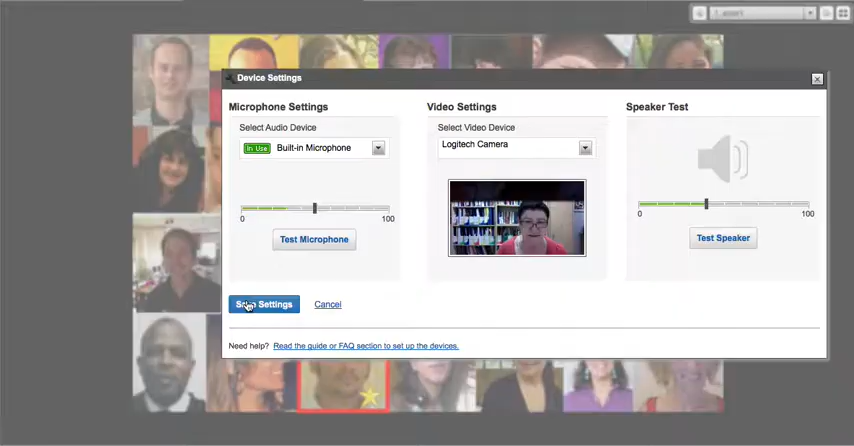 Device Settings
Microphone Settings
Select Audio Device
In Use Built-in Microphone
0 100
Test Microphone
Video Settings
Select Video Device
Logitech Camera
Speaker Test
0 100
Test Speaker
Settings
Cancel
Need help? Read the guide or FAQ section to set up the devices.